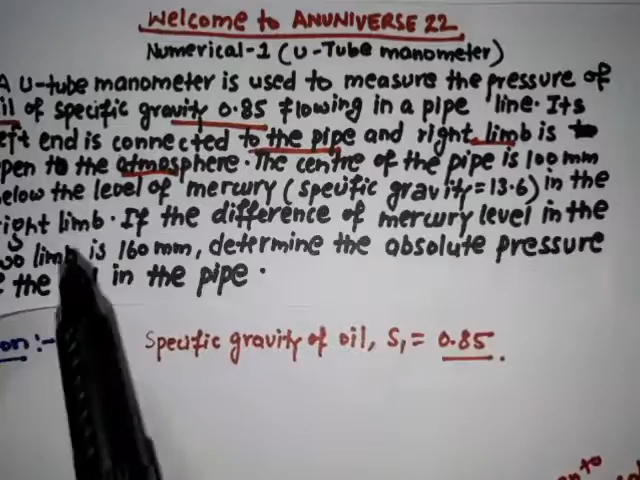 Welcome to ANUNIVERSE 22
Numerical-1 (U-Tube manometer)
A U-tube manometer is used to measure the pressure of
il of specific gravity 0.85 flowing in a pipe line. Its
eft end is connected to the pipe and right limb is to
pen to the atmosphere. The centre of the pipe is 100 mm
elow the level of mercury (specific gravity = 13.6) in the
right limb. If the difference of mercury level in the
wo limb is 160 mm, determine the absolute pressure
the in the pipe.
on :- Specific gravity of oil, S₁ = 0.85.